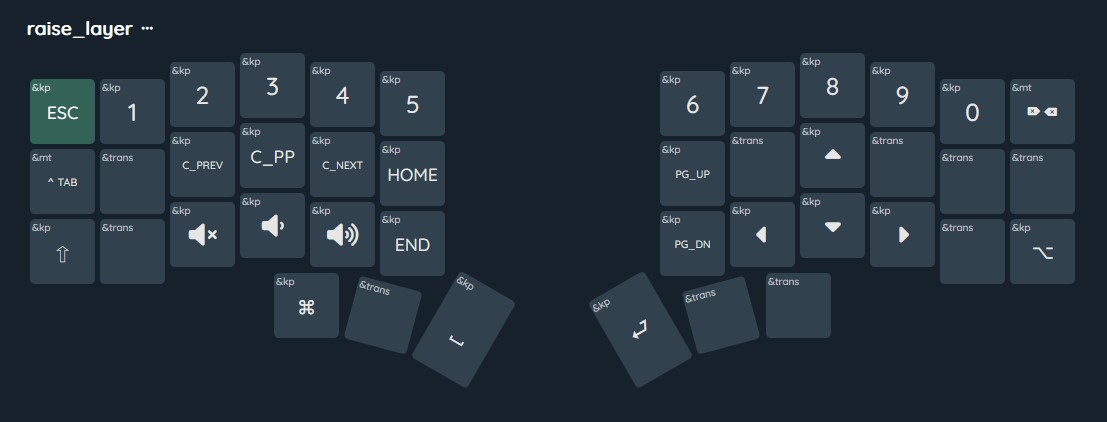 raise_layer ···
&kp ESC
&kp 1
&kp 2
&kp 3
&kp 4
&kp 5
&kp 6
&kp 7
&kp 8
&kp 9
&kp 0
&mt ⌦ ⌫
&mt ^ TAB
&trans
&kp C_PREV
&kp C_PP
&kp C_NEXT
&kp HOME
&kp PG_UP
&trans
&kp
&trans
&trans
&trans
&kp ⇧
&trans
&kp
&kp
&kp
&kp END
&kp PG_DN
&kp
&kp
&kp
&trans
&kp ⌥
&kp ⌘
&trans
&kp
&kp
&trans
&trans